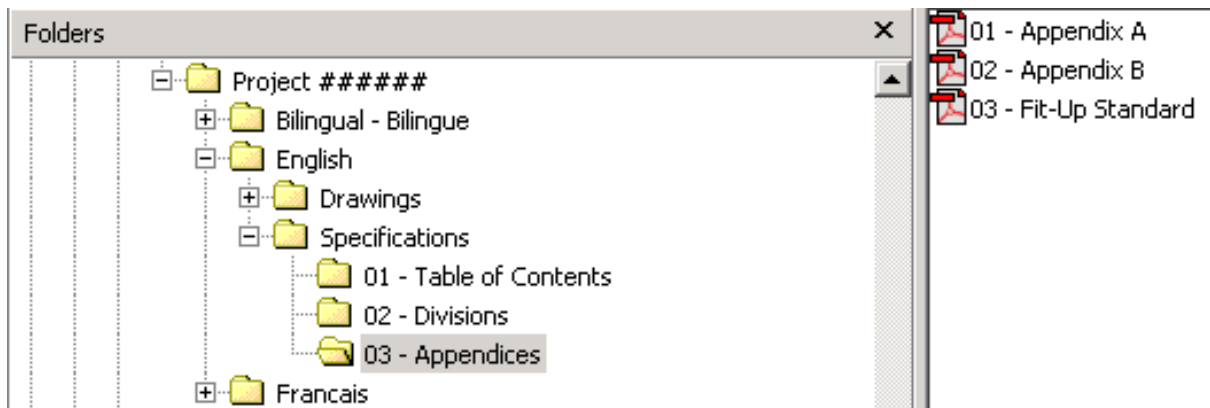 Folders
Project ######
Bilingual - Bilingue
English
Drawings
Specifications
01 - Table of Contents
02 - Divisions
03 - Appendices
Francais
01 - Appendix A
02 - Appendix B
03 - Fit-Up Standard